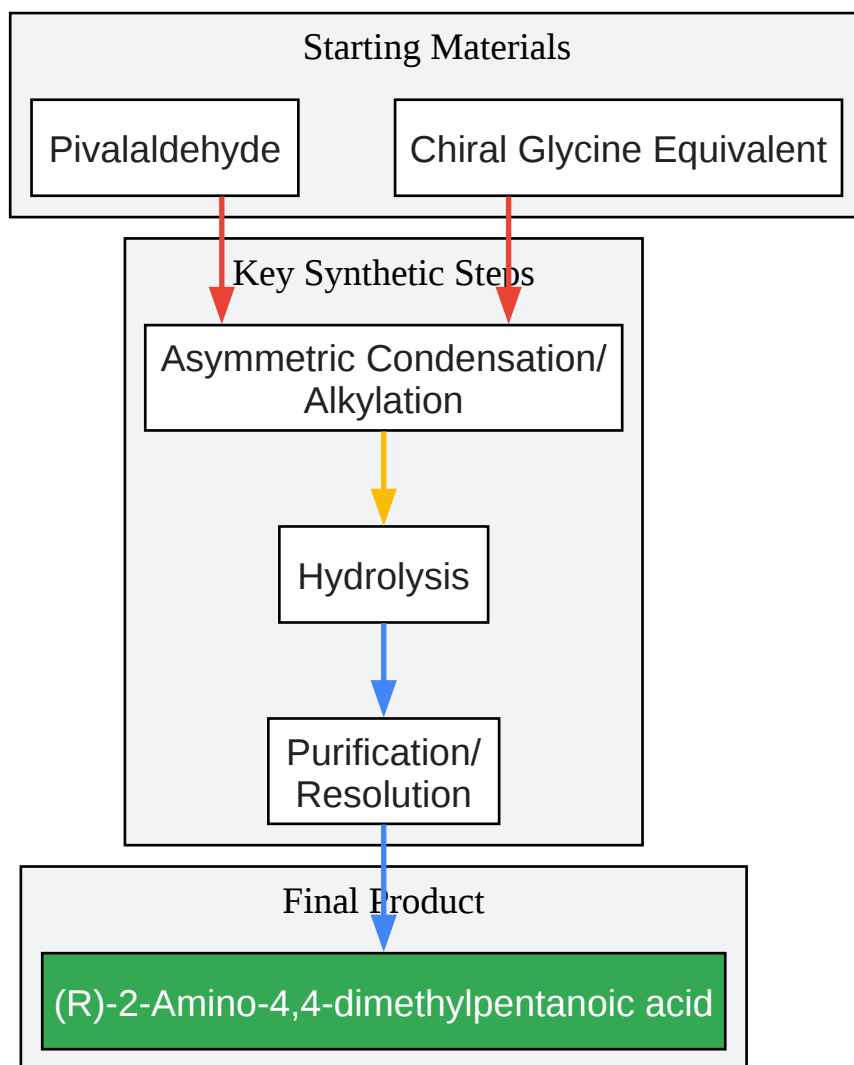 Starting Materials
Pivalaldehyde
Chiral Glycine Equivalent
Key Synthetic Steps
Asymmetric Condensation/
Alkylation
Hydrolysis
Purification/
Resolution
Final Product
(R)-2-Amino-4,4-dimethylpentanoic acid